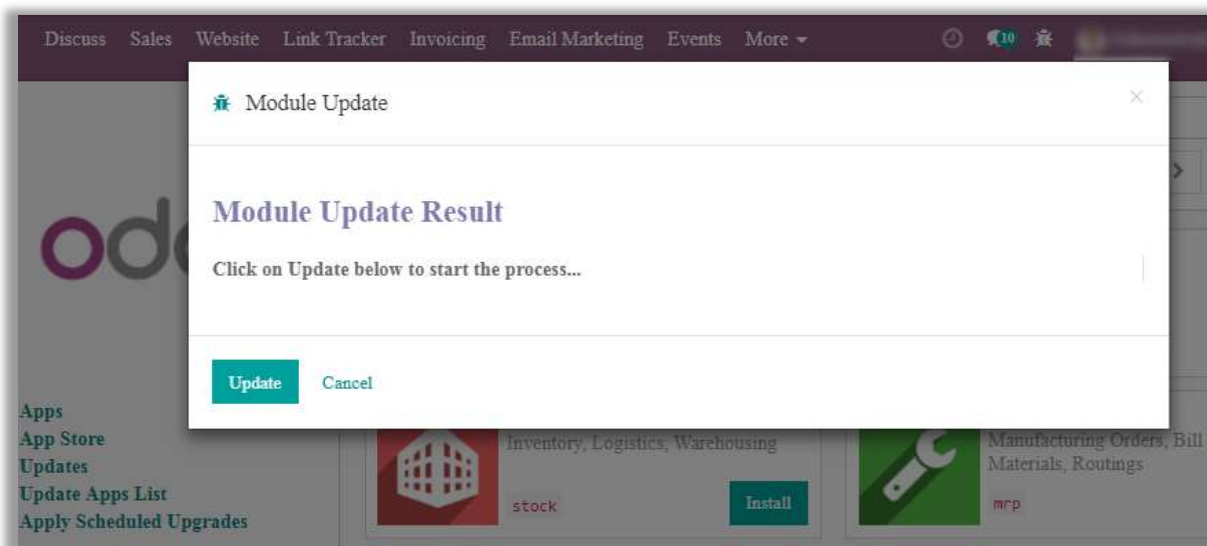 Discuss Sales Website Link Tracker Invoicing Email Marketing Events More 10
Module Update
Module Update Result
Click on Update below to start the process...
Update Cancel
Apps
App Store
Updates
Update Apps List
Apply Scheduled Upgrades
Inventory, Logistics, Warehousing
stock Install
Manufacturing Orders, Bill
Materials, Routings
mrp